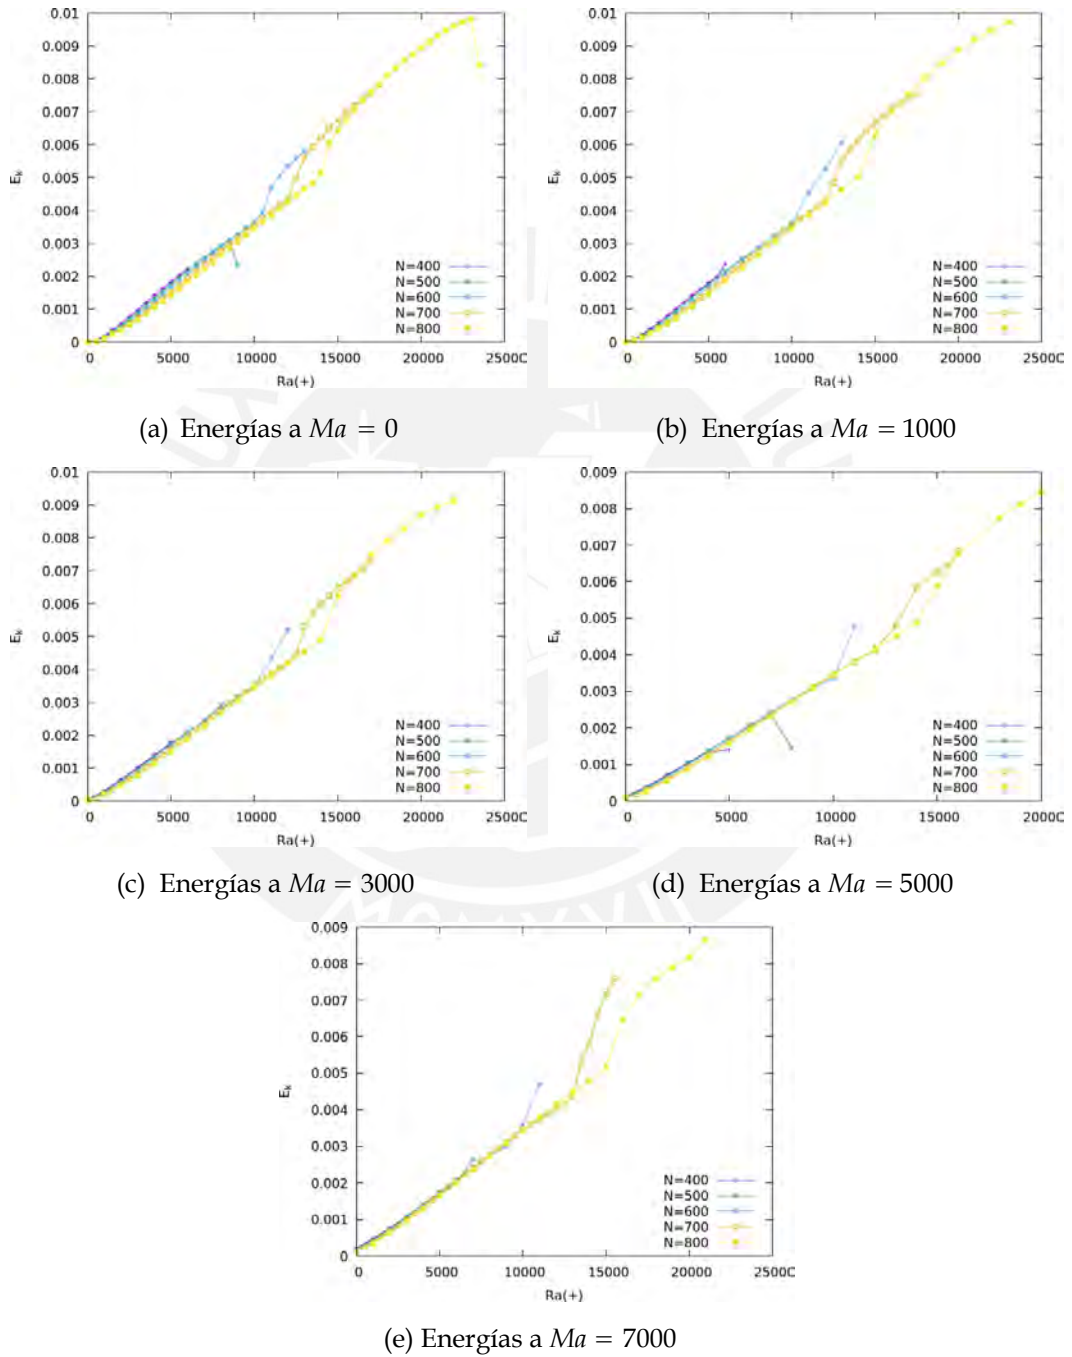 0.01
0.009
0.008
0.007
0.006
0.005
0.004
0.003
0.002
0.001
0
E_k
N=400
N=500
N=600
N=700
N=800
0 5000 10000 15000 20000 2500C
Ra(+)
(a) Energías a Ma = 0
0.01
0.009
0.008
0.007
0.006
0.005
0.004
0.003
0.002
0.001
0
E_k
N=400
N=500
N=600
N=700
N=800
0 5000 10000 15000 20000 2500C
Ra(+)
(b) Energías a Ma = 1000
0.01
0.009
0.008
0.007
0.006
0.005
0.004
0.003
0.002
0.001
0
E_k
N=400
N=500
N=600
N=700
N=800
0 5000 10000 15000 20000 2500C
Ra(+)
(c) Energías a Ma = 3000
0.009
0.008
0.007
0.006
0.005
0.004
0.003
0.002
0.001
0
E_k
N=400
N=500
N=600
N=700
N=800
0 5000 10000 15000 2000C
Ra(+)
(d) Energías a Ma = 5000
0.009
0.008
0.007
0.006
0.005
0.004
0.003
0.002
0.001
0
E_k
N=400
N=500
N=600
N=700
N=800
0 5000 10000 15000 20000 2500C
Ra(+)
(e) Energías a Ma = 7000
MCMXVII